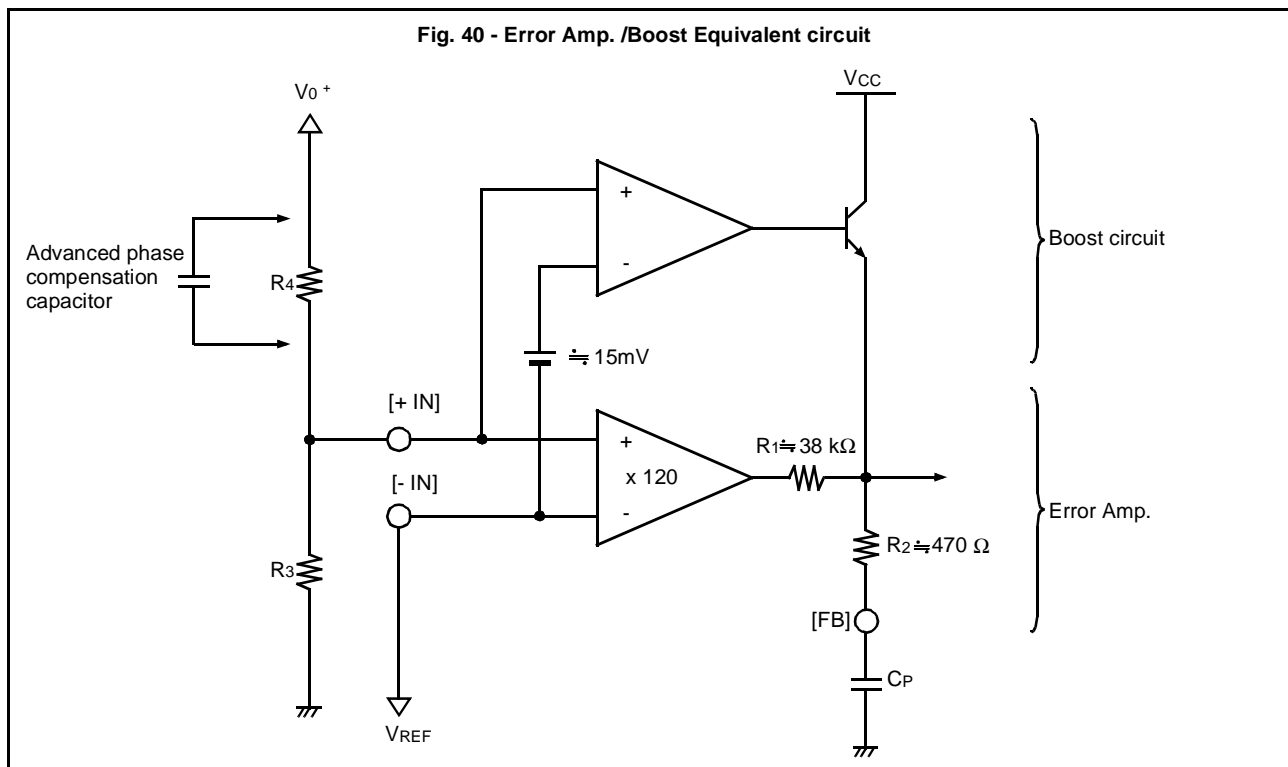 Fig. 40 - Error Amp. /Boost Equivalent circuit
V0 +
VCC
Advanced phase
compensation
capacitor
R4
+
-
Boost circuit
≒ 15mV
[+ IN]
[- IN]
+
x 120
-
R1≒38 kΩ
Error Amp.
R2≒470 Ω
R3
[FB]
CP
VREF